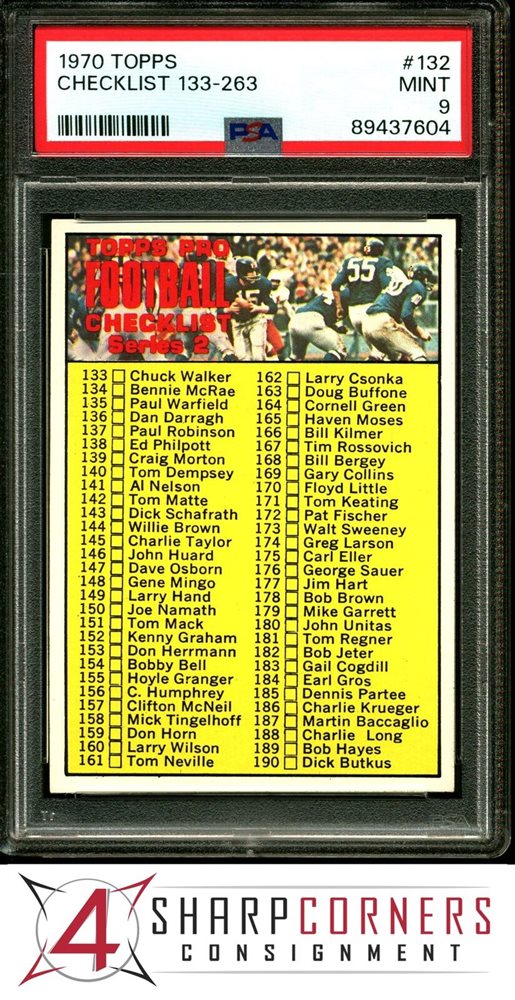 1970 TOPPS #132
CHECKLIST 133-263 MINT
9
PSA 89437604
TOPPS PRO
FOOTBALL
CHECKLIST
Series 2
55
15
133 Chuck Walker
134 Bennie McRae
135 Paul Warfield
136 Dan Darragh
137 Paul Robinson
138 Ed Philpott
139 Craig Morton
140 Tom Dempsey
141 Al Nelson
142 Tom Matte
143 Dick Schafrath
144 Willie Brown
145 Charlie Taylor
146 John Huard
147 Dave Osborn
148 Gene Mingo
149 Larry Hand
150 Joe Namath
151 Tom Mack
152 Kenny Graham
153 Don Herrmann
154 Bobby Bell
155 Hoyle Granger
156 C. Humphrey
157 Clifton McNeil
158 Mick Tingelhoff
159 Don Horn
160 Larry Wilson
161 Tom Neville
162 Larry Csonka
163 Doug Buffone
164 Cornell Green
165 Haven Moses
166 Bill Kilmer
167 Tim Rossovich
168 Bill Bergey
169 Gary Collins
170 Floyd Little
171 Tom Keating
172 Pat Fischer
173 Walt Sweeney
174 Greg Larson
175 Carl Eller
176 George Sauer
177 Jim Hart
178 Bob Brown
179 Mike Garrett
180 John Unitas
181 Tom Regner
182 Bob Jeter
183 Gail Cogdill
184 Earl Gros
185 Dennis Partee
186 Charlie Krueger
187 Martin Baccaglio
188 Charlie Long
189 Bob Hayes
190 Dick Butkus
4 SHARPCORNERS
CONSIGNMENT